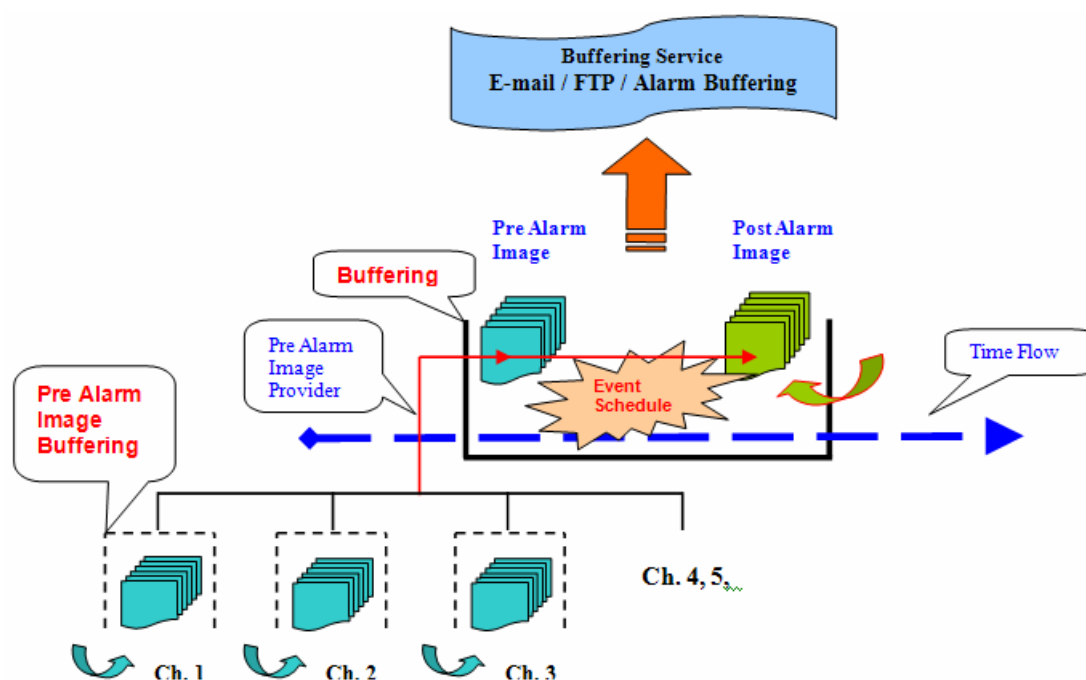 Buffering Service
E-mail / FTP / Alarm Buffering
Pre Alarm
Image
Post Alarm
Image
Buffering
Pre Alarm
Image
Provider
Time Flow
Event
Schedule
Pre Alarm
Image
Buffering
Ch. 4, 5,
Ch. 1
Ch. 2
Ch. 3